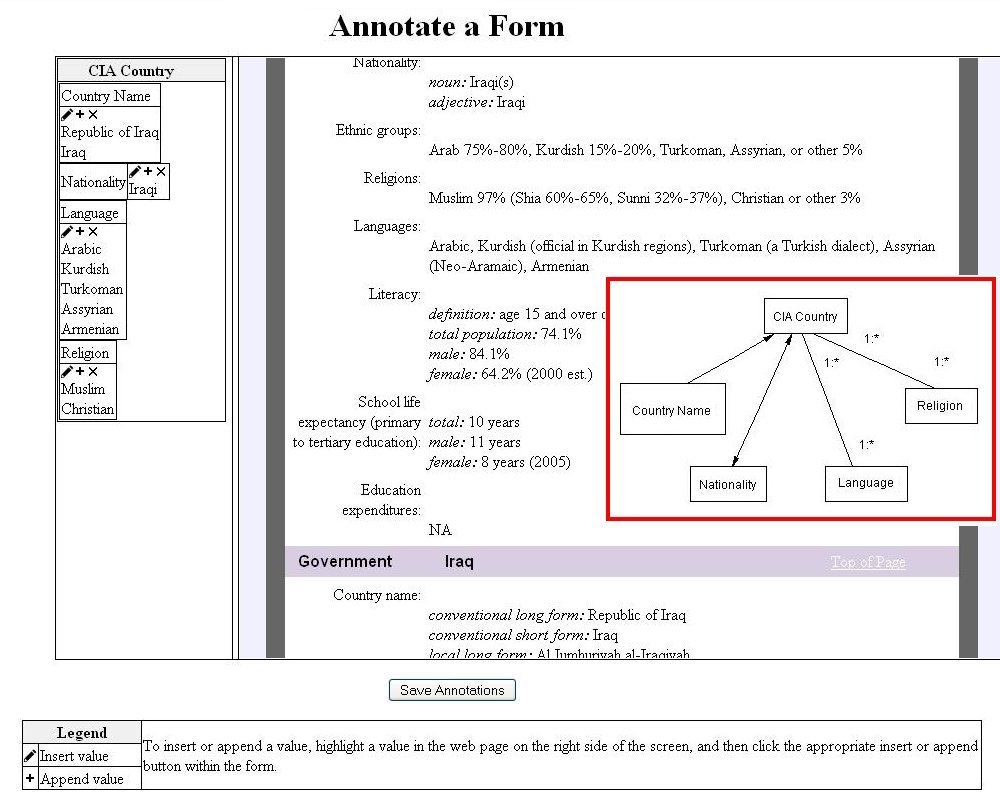 Annotate a Form
CIA Country
Country Name
Republic of Iraq
Iraq
Nationality
Iraqi
Language
Arabic
Kurdish
Turkoman
Assyrian
Armenian
Religion
Muslim
Christian
Nationality:
noun: Iraqi(s)
adjective: Iraqi
Ethnic groups:
Arab 75%-80%, Kurdish 15%-20%, Turkoman, Assyrian, or other 5%
Religions:
Muslim 97% (Shia 60%-65%, Sunni 32%-37%), Christian or other 3%
Languages:
Arabic, Kurdish (official in Kurdish regions), Turkoman (a Turkish dialect), Assyrian
(Neo-Aramaic), Armenian
Literacy:
definition: age 15 and over
total population: 74.1%
male: 84.1%
female: 64.2% (2000 est.)
School life
expectancy (primary
to tertiary education):
total: 10 years
male: 11 years
female: 8 years (2005)
Education
expenditures:
NA
Government Iraq Top of Page
Country name:
conventional long form: Republic of Iraq
conventional short form: Iraq
local long form: Al Jumhuriyah al-Iraqiyah
CIA Country
1:*
1:*
1:*
Country Name
Religion
1:*
Nationality
Language
Save Annotations
Legend
Insert value
+ Append value
To insert or append a value, highlight a value in the web page on the right side of the screen, and then click the appropriate insert or append
button within the form.